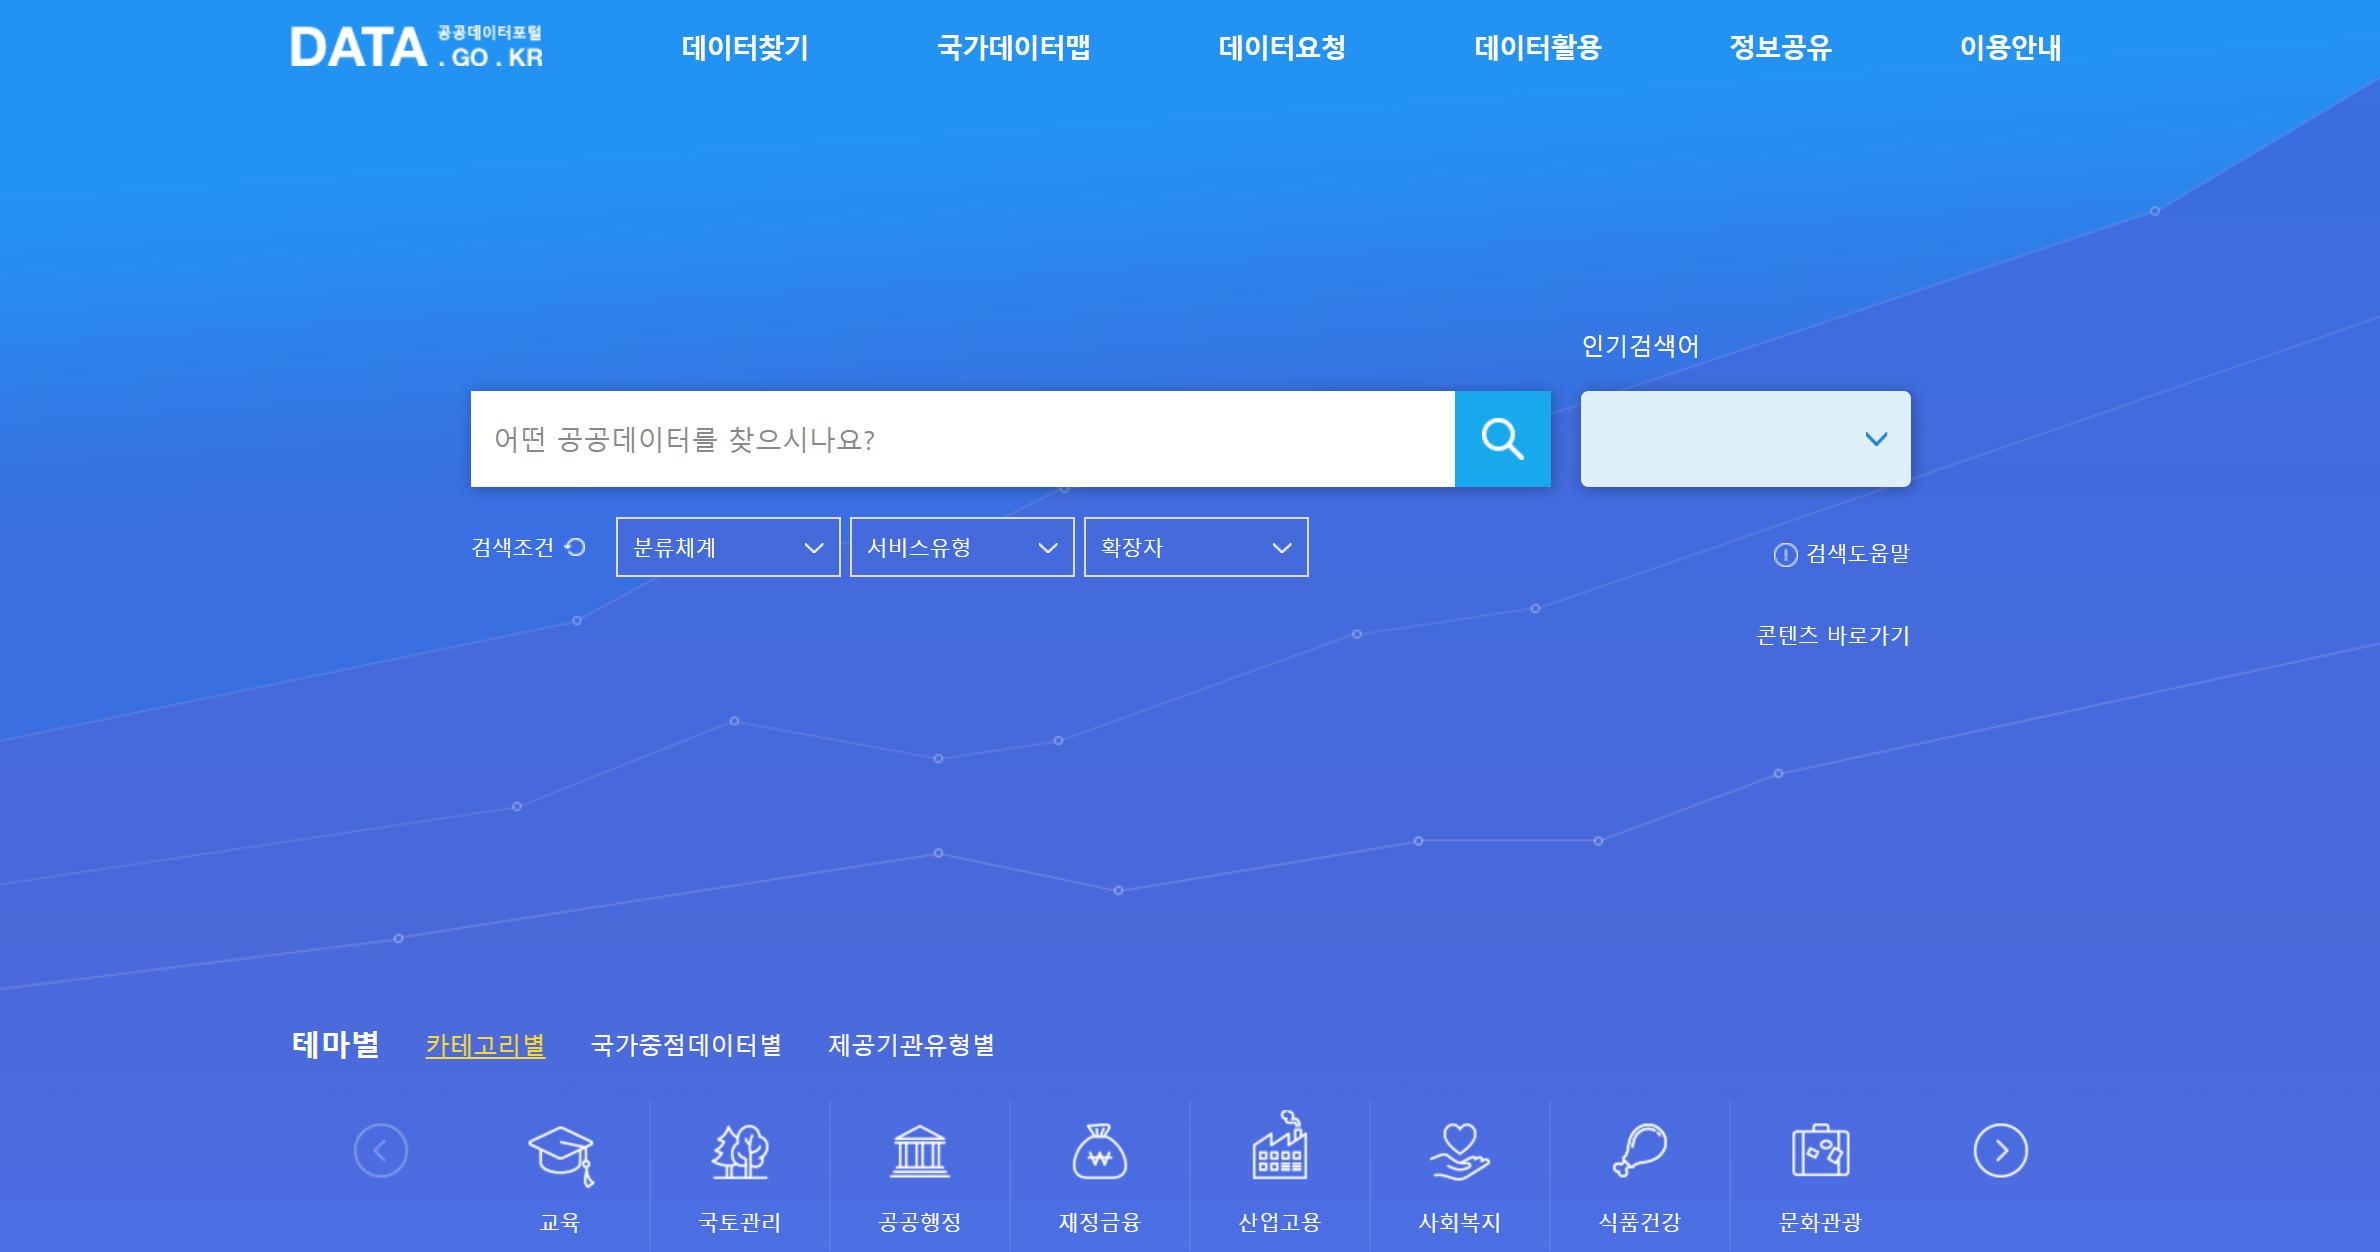 DATA 공공데이터포털 .GO.KR
데이터찾기 국가데이터맵 데이터요청 데이터활용 정보공유 이용안내
인기검색어
어떤 공공데이터를 찾으시나요?
검색조건 분류체계 서비스유형 확장자
검색도움말
콘텐츠 바로가기
테마별 카테고리별 국가중점데이터별 제공기관유형별
교육 국토관리 공공행정 재정금융 산업고용 사회복지 식품건강 문화관광